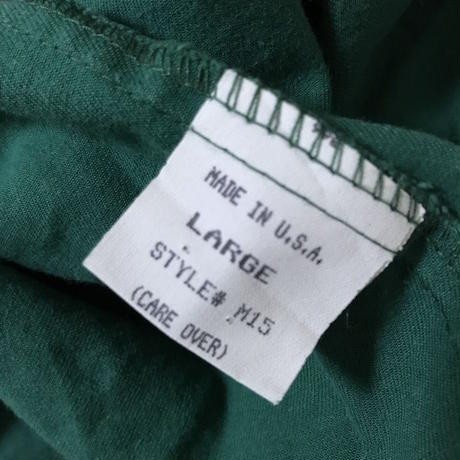 MADE IN U.S.A.
LARGE
STYLE# M15
(CARE OVER)